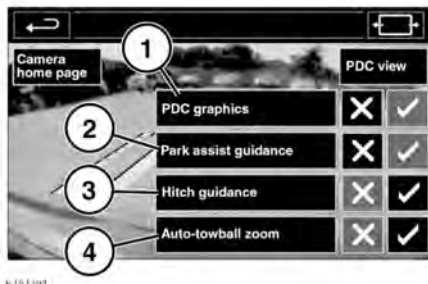 Camera
home page
1
PDC view
PDC graphics
2
Park assist guidance
3
Hitch guidance
4
Auto-towball zoom